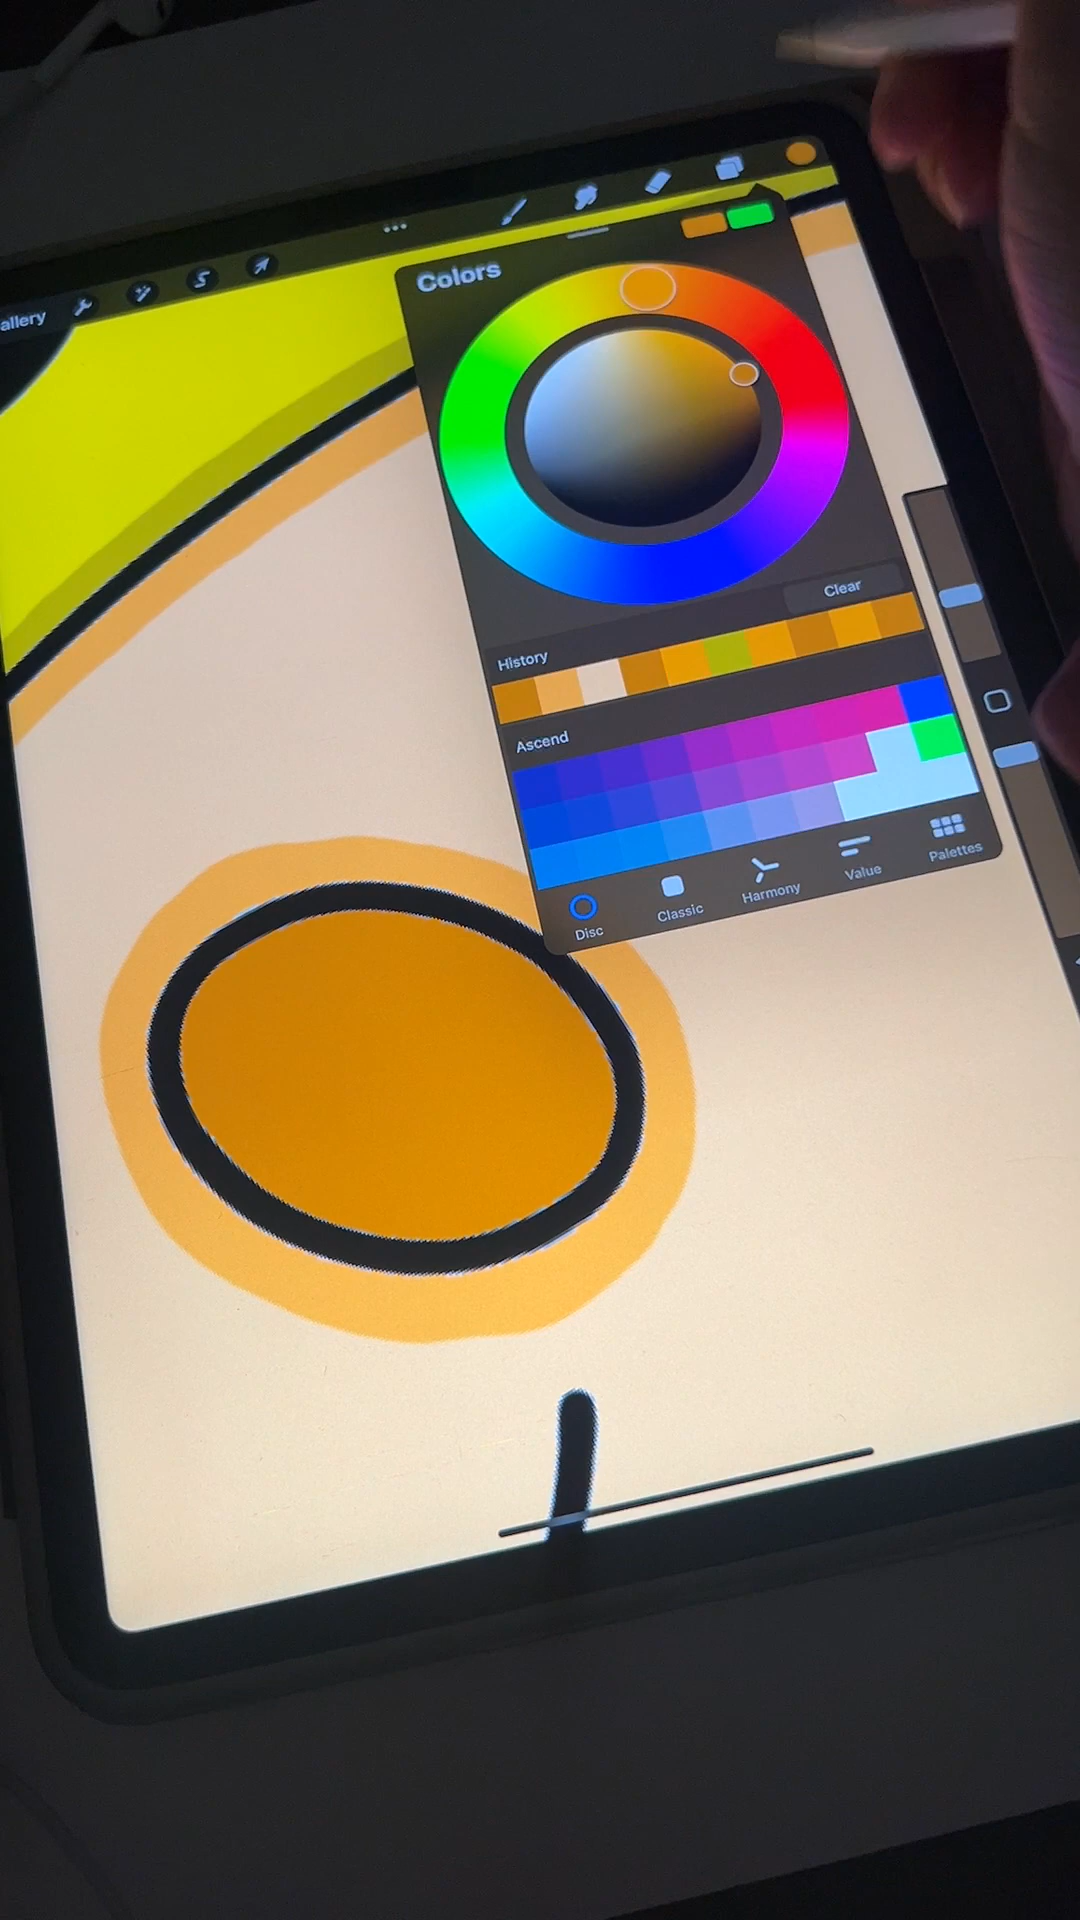 allery
Colors
Clear
History
Ascend
Disc
Classic
Harmony
Value
Palettes